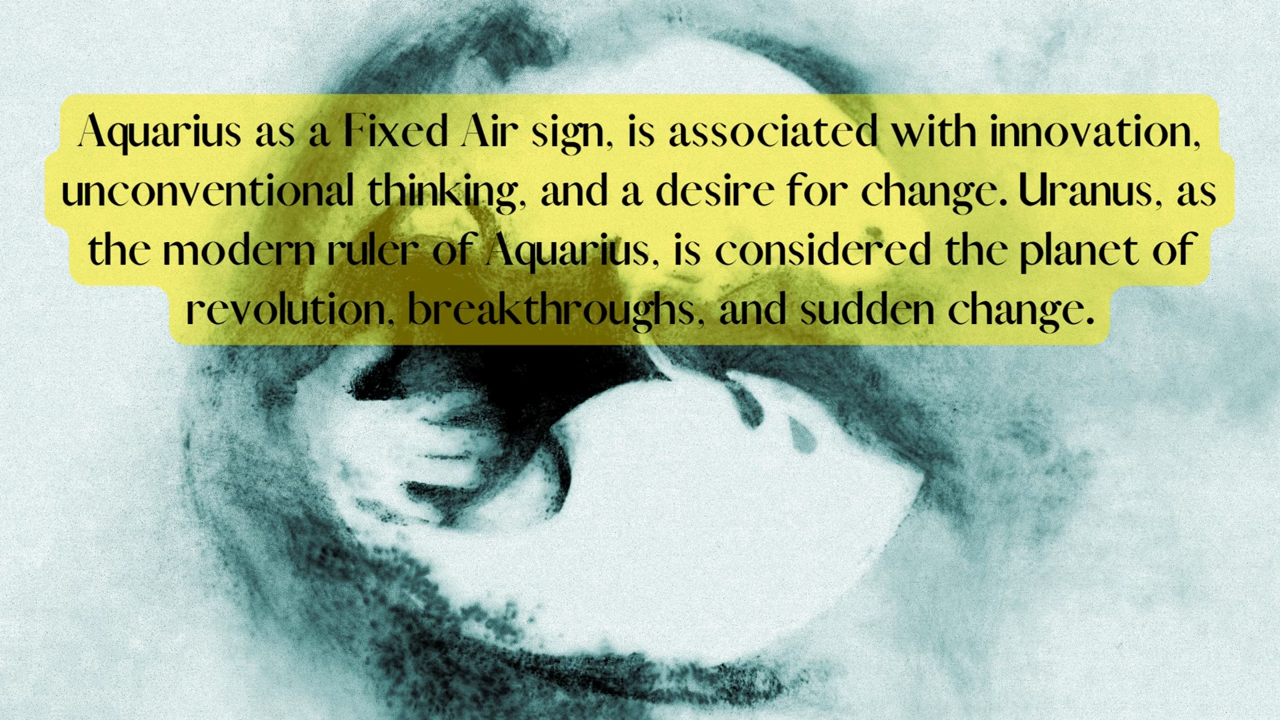 Aquarius as a Fixed Air sign, is associated with innovation,
unconventional thinking, and a desire for change. Uranus, as
the modern ruler of Aquarius, is considered the planet of
revolution, breakthroughs, and sudden change.